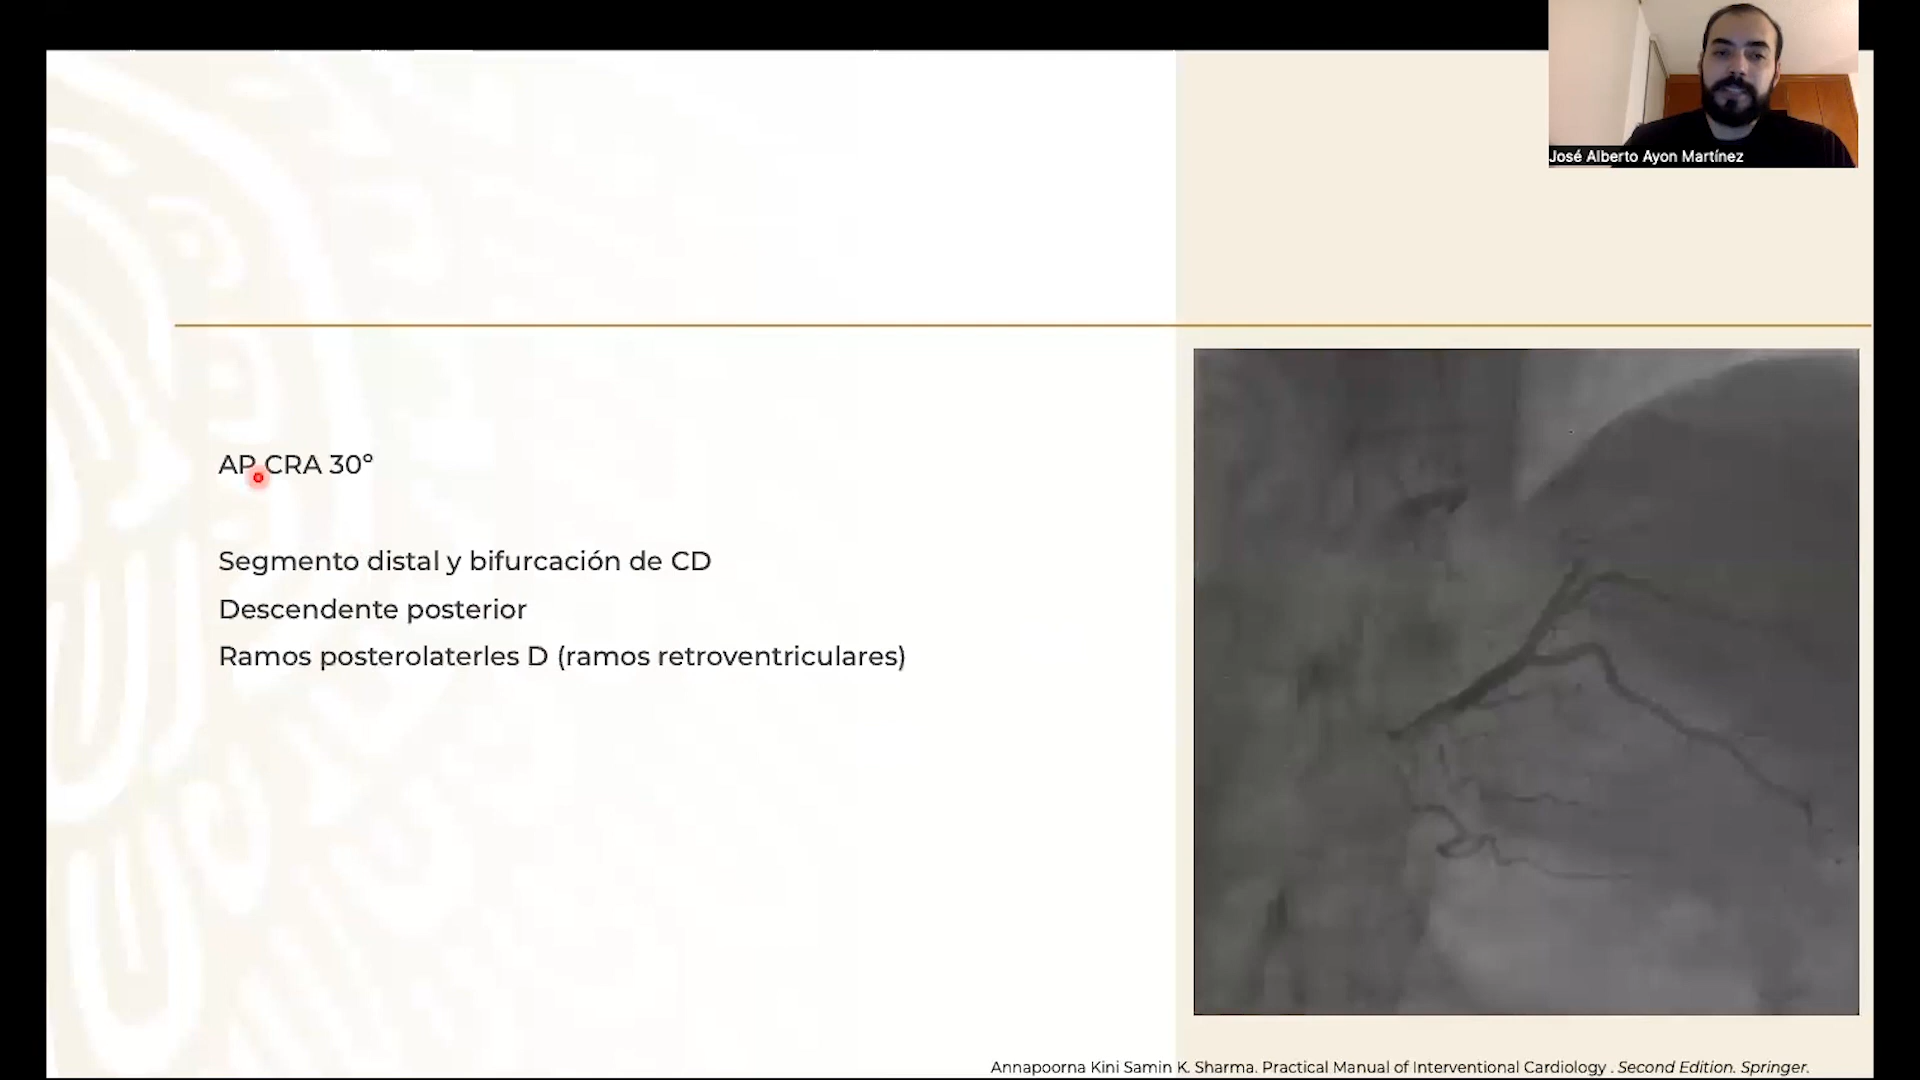 José Alberto Ayon Martínez
AP CRA 30º
Segmento distal y bifurcación de CD
Descendente posterior
Ramos posterolaterles D (ramos retroventriculares)
Annapoorna Kini Samin K. Sharma. Practical Manual of Interventional Cardiology . Second Edition. Springer.